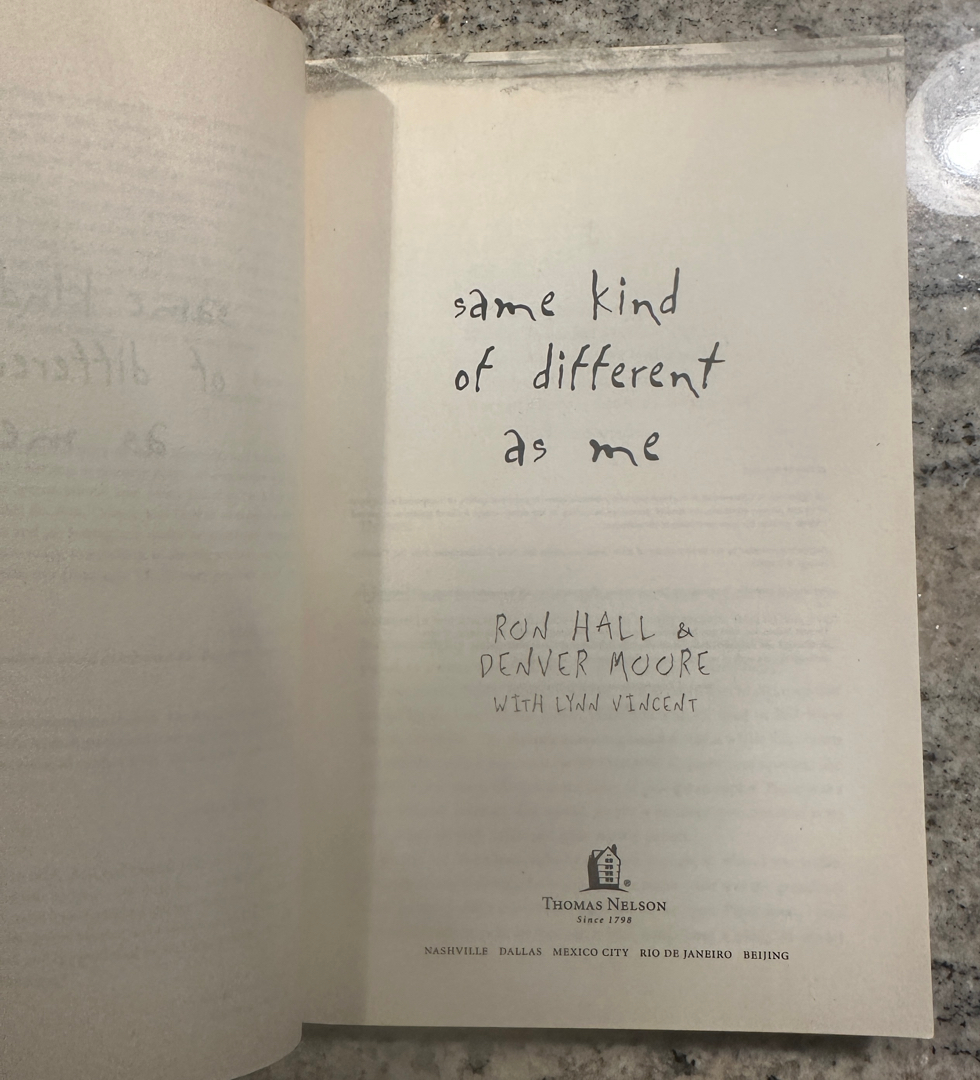 same kind
of different
as me
RON HALL &
DENVER MOORE
WITH LYNN VINCENT
®
THOMAS NELSON
Since 1798
NASHVILLE DALLAS MEXICO CITY RIO DE JANEIRO BEIJING